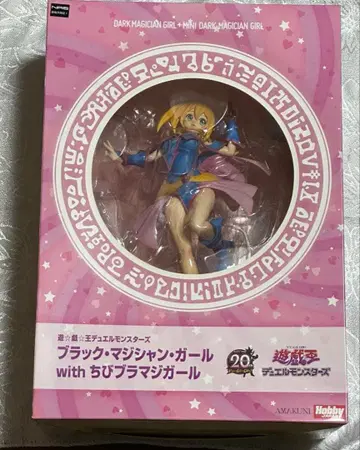 DARK MAGICIAN GIRL + MINI DARK MAGICIAN GIRL
遊☆戯☆王デュエルモンスターズ
ブラック・マジシャン・ガール
with ちびブラマジガール
20
遊戯王
デュエルモンスターズ
AMAKUNI
Hobby
JAPAN